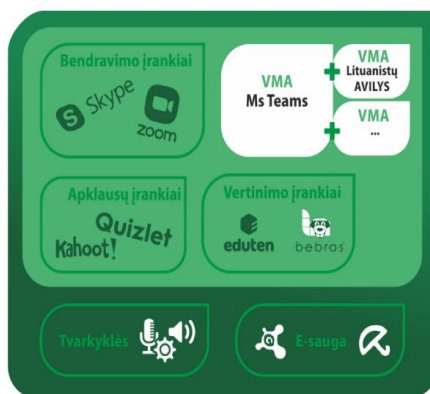 Bendravimo įrankiai
Skype
zoom
VMA
Ms Teams
VMA
Lituanistų
AVILYS
VMA
...
Apklausų įrankiai
Quizlet
Kahoot!
Vertinimo įrankiai
eduten
bebras
Tvarkyklės
E-sauga